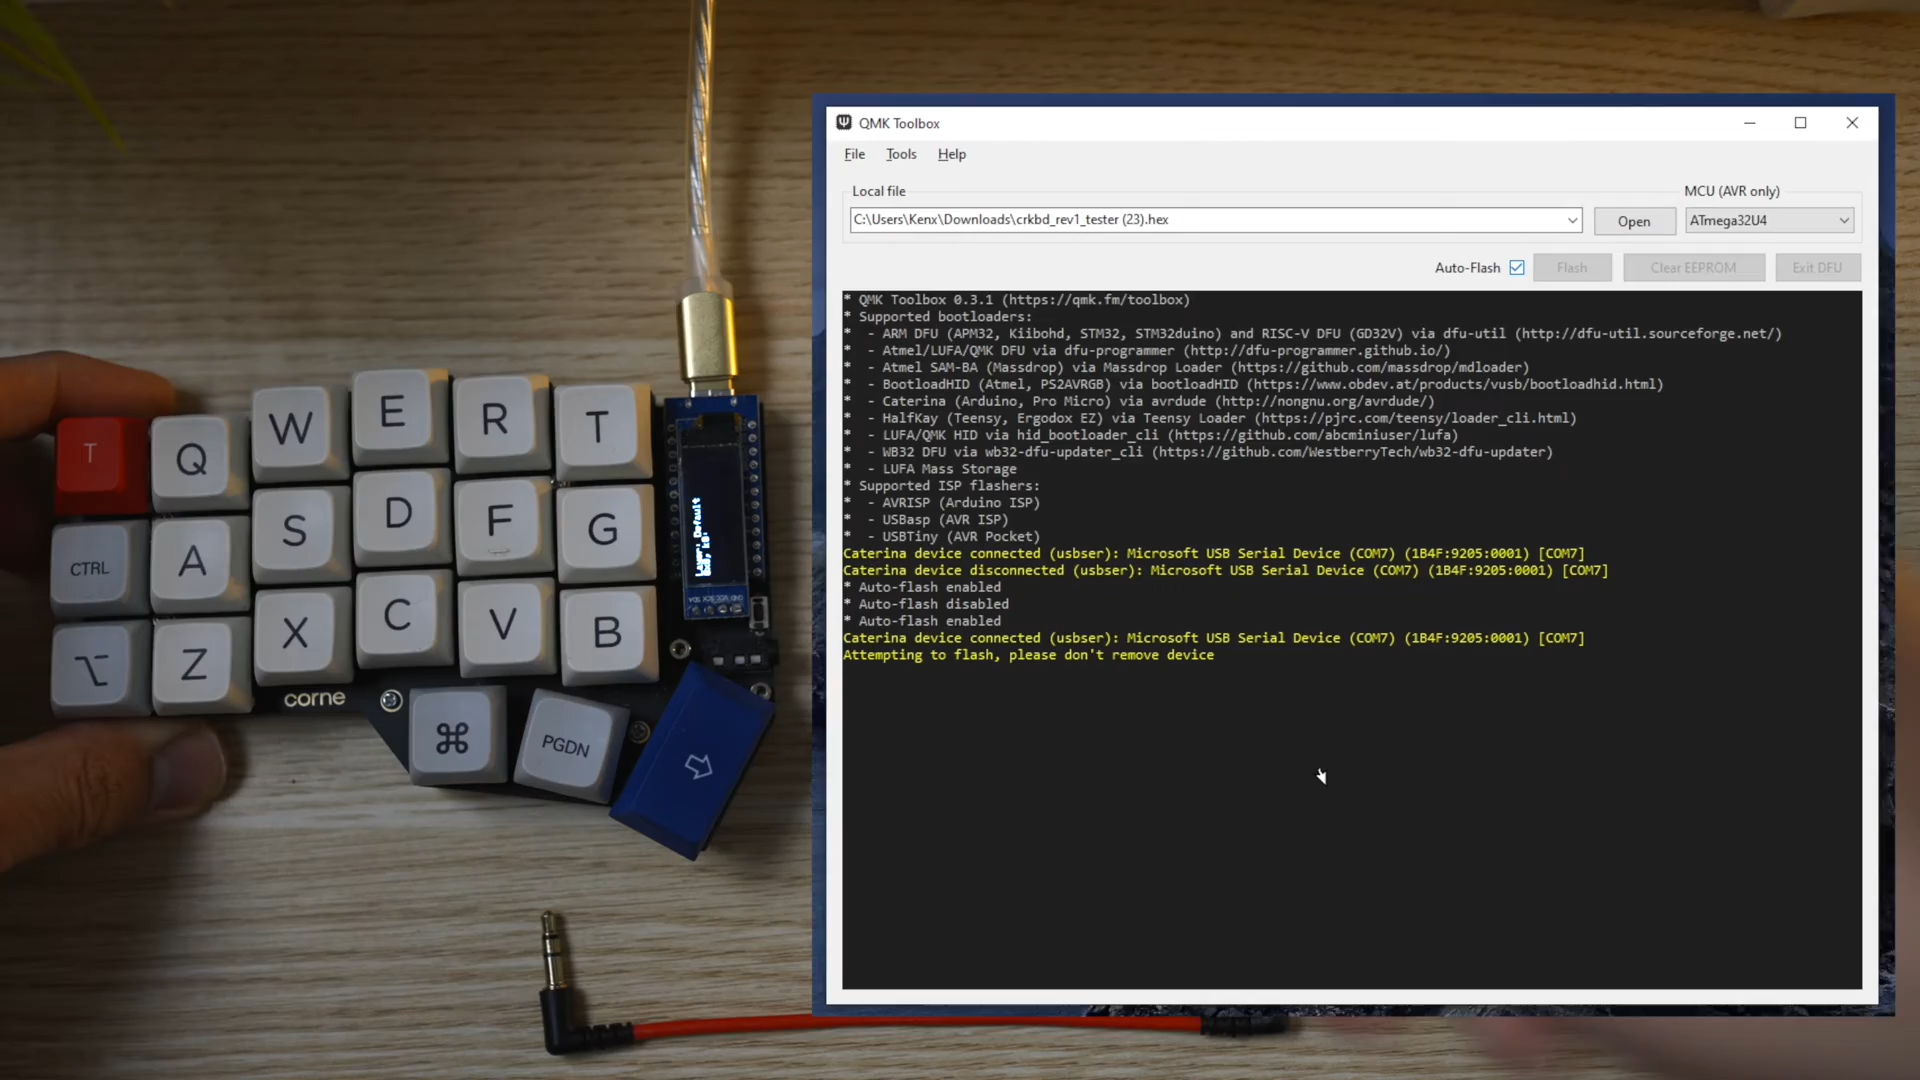 QMK Toolbox
File Tools Help
Local file
MCU (AVR only)
C:\Users\Kenx\Downloads\crkbd_rev1_tester (23).hex
Open
ATmega32U4
Auto-Flash
Flash
Clear EEPROM
Exit DFU
* QMK Toolbox 0.3.1 (https://qmk.fm/toolbox)
* Supported bootloaders:
*  - ARM DFU (APM32, Kiibohd, STM32, STM32duino) and RISC-V DFU (GD32V) via dfu-util (http://dfu-util.sourceforge.net/)
*  - Atmel/LUFA/QMK DFU via dfu-programmer (http://dfu-programmer.github.io/)
*  - Atmel SAM-BA (Massdrop) via Massdrop Loader (https://github.com/massdrop/mdloader)
*  - BootloadHID (Atmel, PS2AVRGB) via bootloadHID (https://www.obdev.at/products/vusb/bootloadhid.html)
*  - Caterina (Arduino, Pro Micro) via avrdude (http://nongnu.org/avrdude/)
*  - HalfKay (Teensy, Ergodox EZ) via Teensy Loader (https://pjrc.com/teensy/loader_cli.html)
*  - LUFA/QMK HID via hid_bootloader_cli (https://github.com/abcminiuser/lufa)
*  - WB32 DFU via wb32-dfu-updater_cli (https://github.com/WestberryTech/wb32-dfu-updater)
*  - LUFA Mass Storage
* Supported ISP flashers:
*  - AVRISP (Arduino ISP)
*  - USBasp (AVR ISP)
*  - USBTiny (AVR Pocket)
Caterina device connected (usbser): Microsoft USB Serial Device (COM7) (1B4F:9205:0001) [COM7]
Caterina device disconnected (usbser): Microsoft USB Serial Device (COM7) (1B4F:9205:0001) [COM7]
* Auto-flash enabled
* Auto-flash disabled
* Auto-flash enabled
Caterina device connected (usbser): Microsoft USB Serial Device (COM7) (1B4F:9205:0001) [COM7]
Attempting to flash, please don't remove device
T Q W E R T
CTRL A S D F G
⌥ Z X C V B
corne
⌘ PGDN
Layer: Default
GND VCC SCK SDA